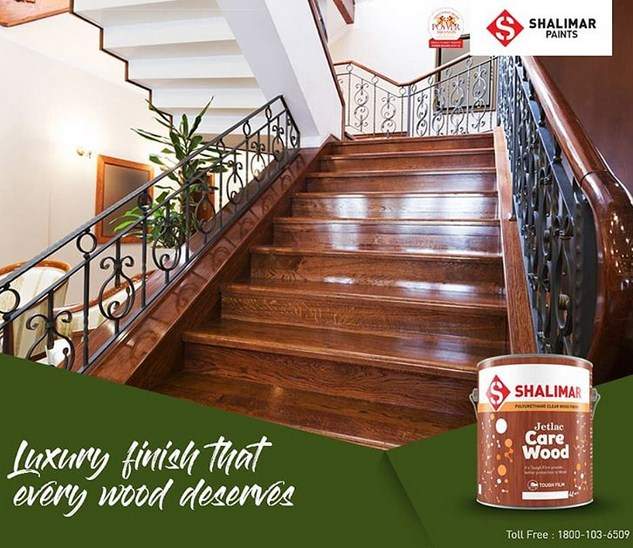 POWER
SHALIMAR
PAINTS
SHALIMAR
POLYURETHANE CLEAR WOOD FINISH
Jetlac
Care
Wood
TOUGH FILM
Luxury finish that
every wood deserves
Toll Free : 1800-103-6509